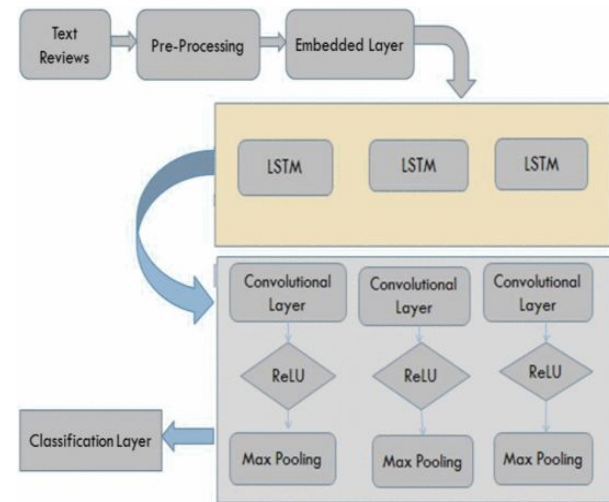 Text
Reviews
Pre-Processing
Embedded Layer
LSTM
LSTM
LSTM
Convolutional
Layer
Convolutional
Layer
Convolutional
Layer
ReLU
ReLU
ReLU
Classification Layer
Max Pooling
Max Pooling
Max Pooling